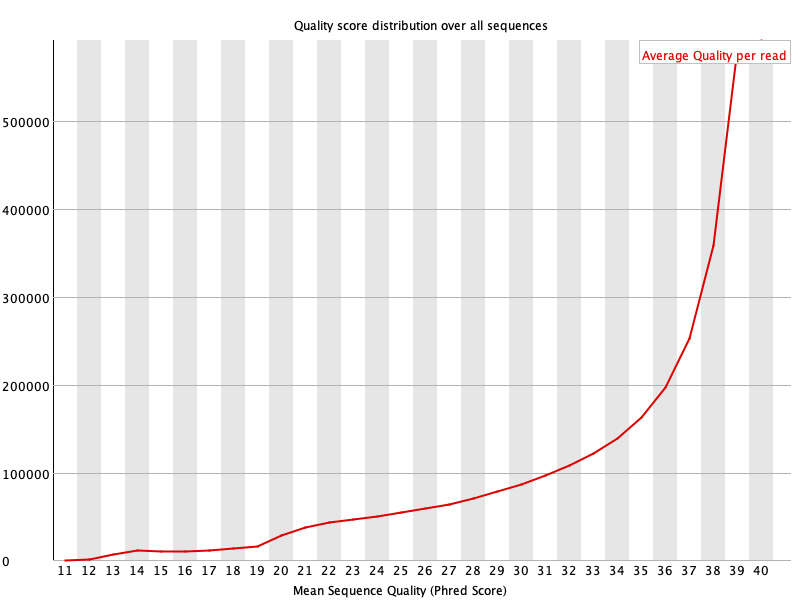 Quality score distribution over all sequences
Average Quality per read
500000
400000
300000
200000
100000
0
11 12 13 14 15 16 17 18 19 20 21 22 23 24 25 26 27 28 29 30 31 32 33 34 35 36 37 38 39 40
Mean Sequence Quality (Phred Score)